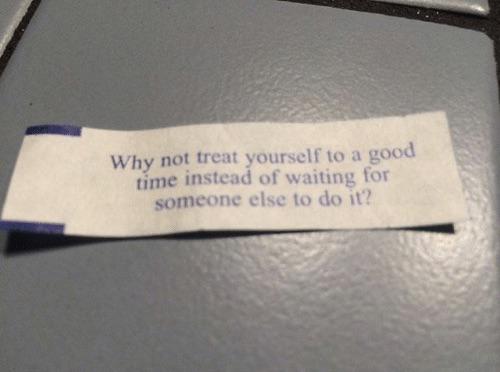 Why not treat yourself to a good
time instead of waiting for
someone else to do it?